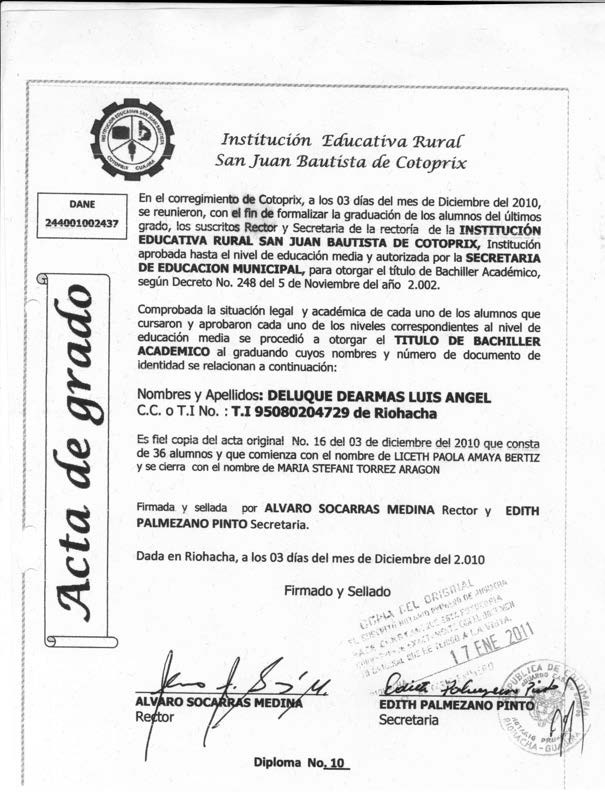 INSTITUCION EDUCATIVA SAN JUAN BAUTISTA
COTOPRIX GUAJIRA
Institución Educativa Rural
San Juan Bautista de Cotoprix
DANE
244001002437
Acta de grado
En el corregimiento de Cotoprix, a los 03 días del mes de Diciembre del 2010,
se reunieron, con el fin de formalizar la graduación de los alumnos del últimos
grado, los suscritos Rector y Secretaria de la rectoría de la INSTITUCIÓN
EDUCATIVA RURAL SAN JUAN BAUTISTA DE COTOPRIX, Institución
aprobada hasta el nivel de educación media y autorizada por la SECRETARIA
DE EDUCACION MUNICIPAL, para otorgar el título de Bachiller Académico,
según Decreto No. 248 del 5 de Noviembre del año 2.002.
Comprobada la situación legal y académica de cada uno de los alumnos que
cursaron y aprobaron cada uno de los niveles correspondientes al nivel de
educación media se procedió a otorgar el TITULO DE BACHILLER
ACADEMICO al graduando cuyos nombres y número de documento de
identidad se relacionan a continuación:
Nombres y Apellidos: DELUQUE DEARMAS LUIS ANGEL
C.C. o T.I No. : T.I 95080204729 de Riohacha
Es fiel copia del acta original No. 16 del 03 de diciembre del 2010 que consta
de 36 alumnos y que comienza con el nombre de LICETH PAOLA AMAYA BERTIZ
y se cierra con el nombre de MARIA STEFANI TORREZ ARAGON
Firmada y sellada por ALVARO SOCARRAS MEDINA Rector y EDITH
PALMEZANO PINTO Secretaria.
Dada en Riohacha, a los 03 días del mes de Diciembre del 2.010
Firmado y Sellado
COPIA DEL ORIGINAL
17 ENE 2011
REPUBLICA DE COLOMBIA
RIOHACHA - GUAJIRA
Edith Palmezano Pinto
ALVARO SOCARRAS MEDINA
Rector
EDITH PALMEZANO PINTO
Secretaria
Diploma No. 10